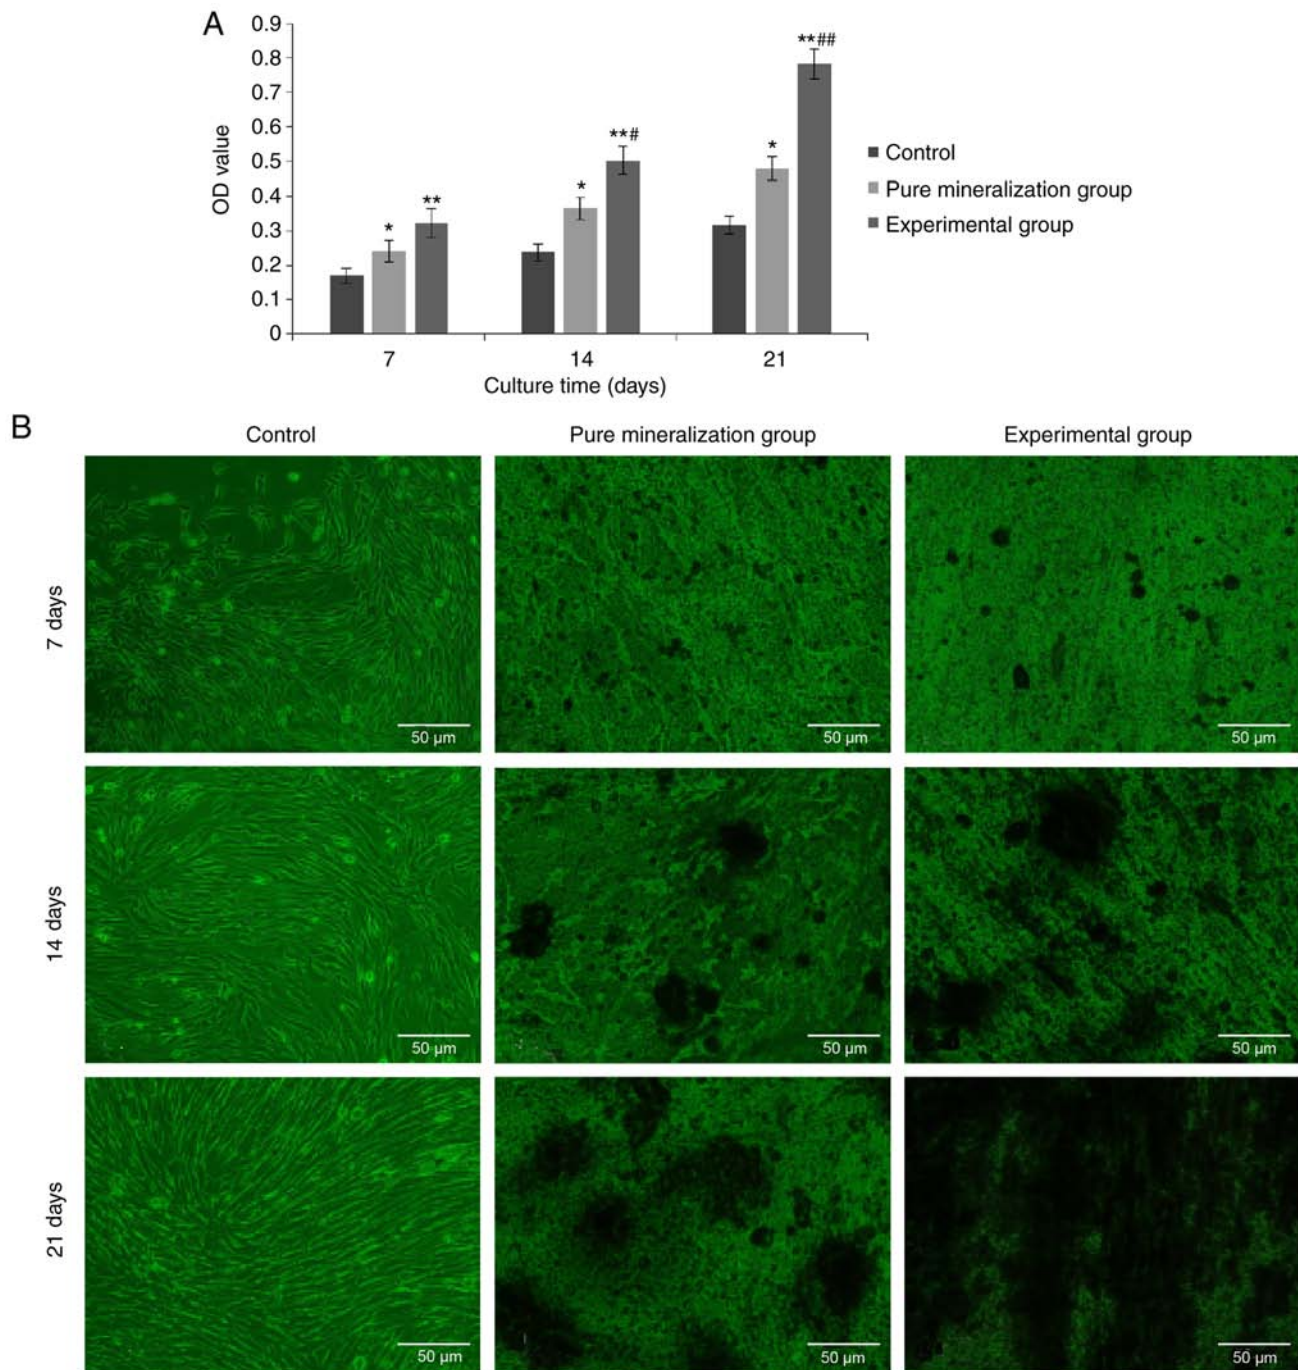 A
0.9
0.8
0.7
0.6
0.5
0.4
0.3
0.2
0.1
0
OD value
*
**
*
**#
*
**##
7
14
21
Culture time (days)
Control
Pure mineralization group
Experimental group
B
Control
Pure mineralization group
Experimental group
7 days
50 µm
50 µm
50 µm
14 days
50 µm
50 µm
50 µm
21 days
50 µm
50 µm
50 µm